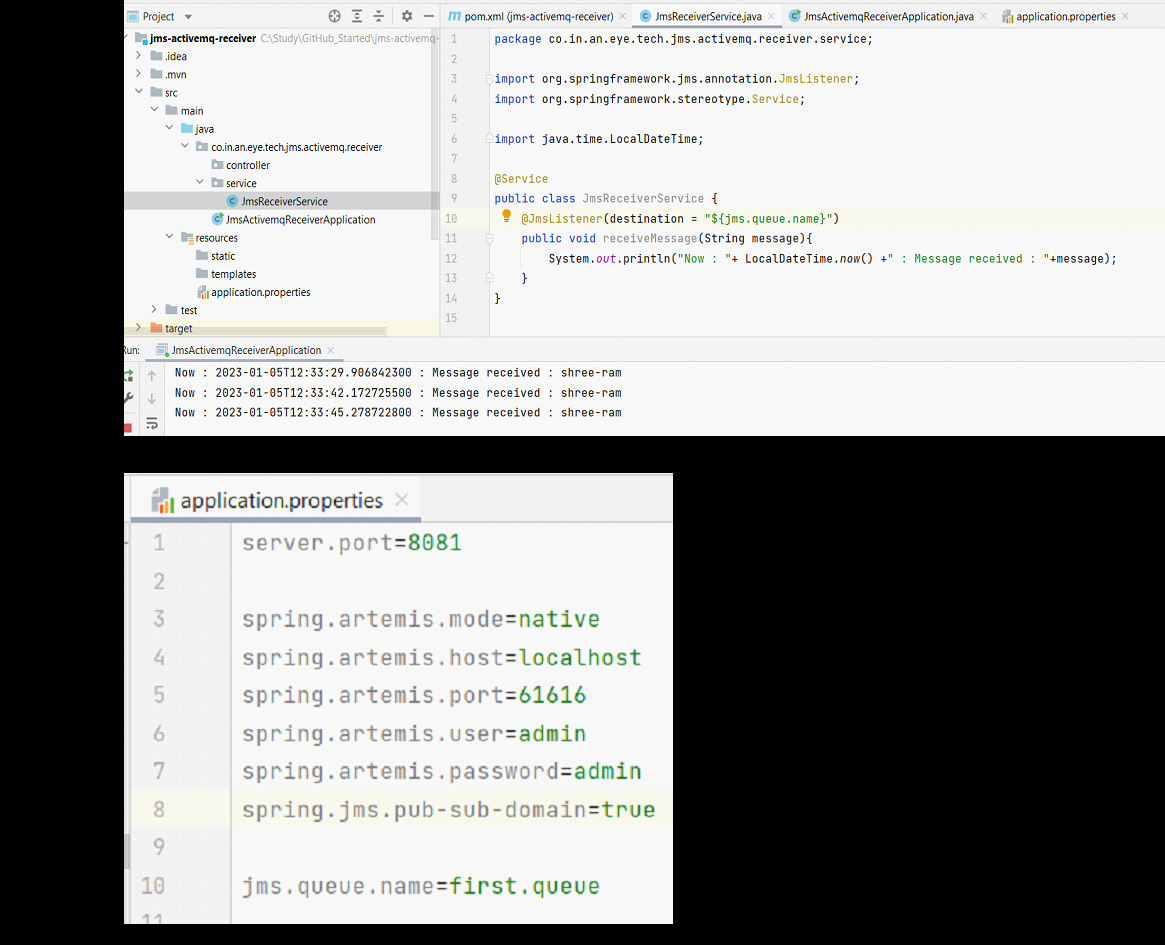 Project
pom.xml (jms-activemq-receiver)
JmsReceiverService.java
JmsActivemqReceiverApplication.java
application.properties
jms-activemq-receiver C:\Study\GitHub_Started\jms-activemq-
.idea
.mvn
src
main
java
co.in.an.eye.tech.jms.activemq.receiver
controller
service
JmsReceiverService
JmsActivemqReceiverApplication
resources
static
templates
application.properties
test
target
1 package co.in.an.eye.tech.jms.activemq.receiver.service;
2
3 import org.springframework.jms.annotation.JmsListener;
4 import org.springframework.stereotype.Service;
5
6 import java.time.LocalDateTime;
7
8 @Service
9 public class JmsReceiverService {
10 @JmsListener(destination = "${jms.queue.name}")
11 public void receiveMessage(String message){
12 System.out.println("Now : "+ LocalDateTime.now() +" : Message received : "+message);
13 }
14 }
15
Run: JmsActivemqReceiverApplication
Now : 2023-01-05T12:33:29.906842300 : Message received : shree-ram
Now : 2023-01-05T12:33:42.172725500 : Message received : shree-ram
Now : 2023-01-05T12:33:45.278722800 : Message received : shree-ram
application.properties
1 server.port=8081
2
3 spring.artemis.mode=native
4 spring.artemis.host=localhost
5 spring.artemis.port=61616
6 spring.artemis.user=admin
7 spring.artemis.password=admin
8 spring.jms.pub-sub-domain=true
9
10 jms.queue.name=first.queue
11